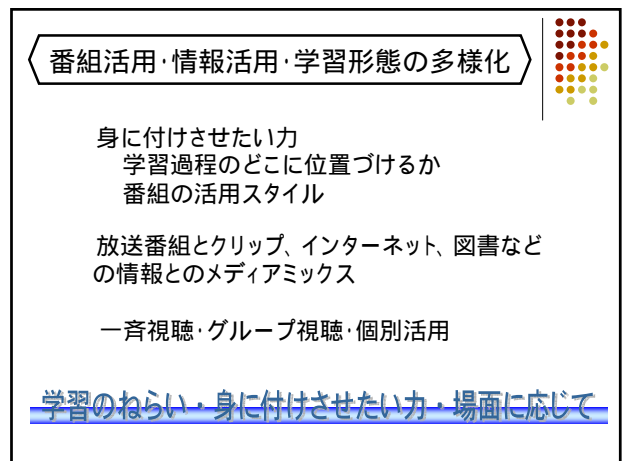 番組活用・情報活用・学習形態の多様化
身に付けさせたい力
学習過程のどこに位置づけるか
番組の活用スタイル
放送番組とクリップ、インターネット、図書など
の情報とのメディアミックス
一斉視聴・グループ視聴・個別活用
学習のねらい・身に付けさせたい力・場面に応じて